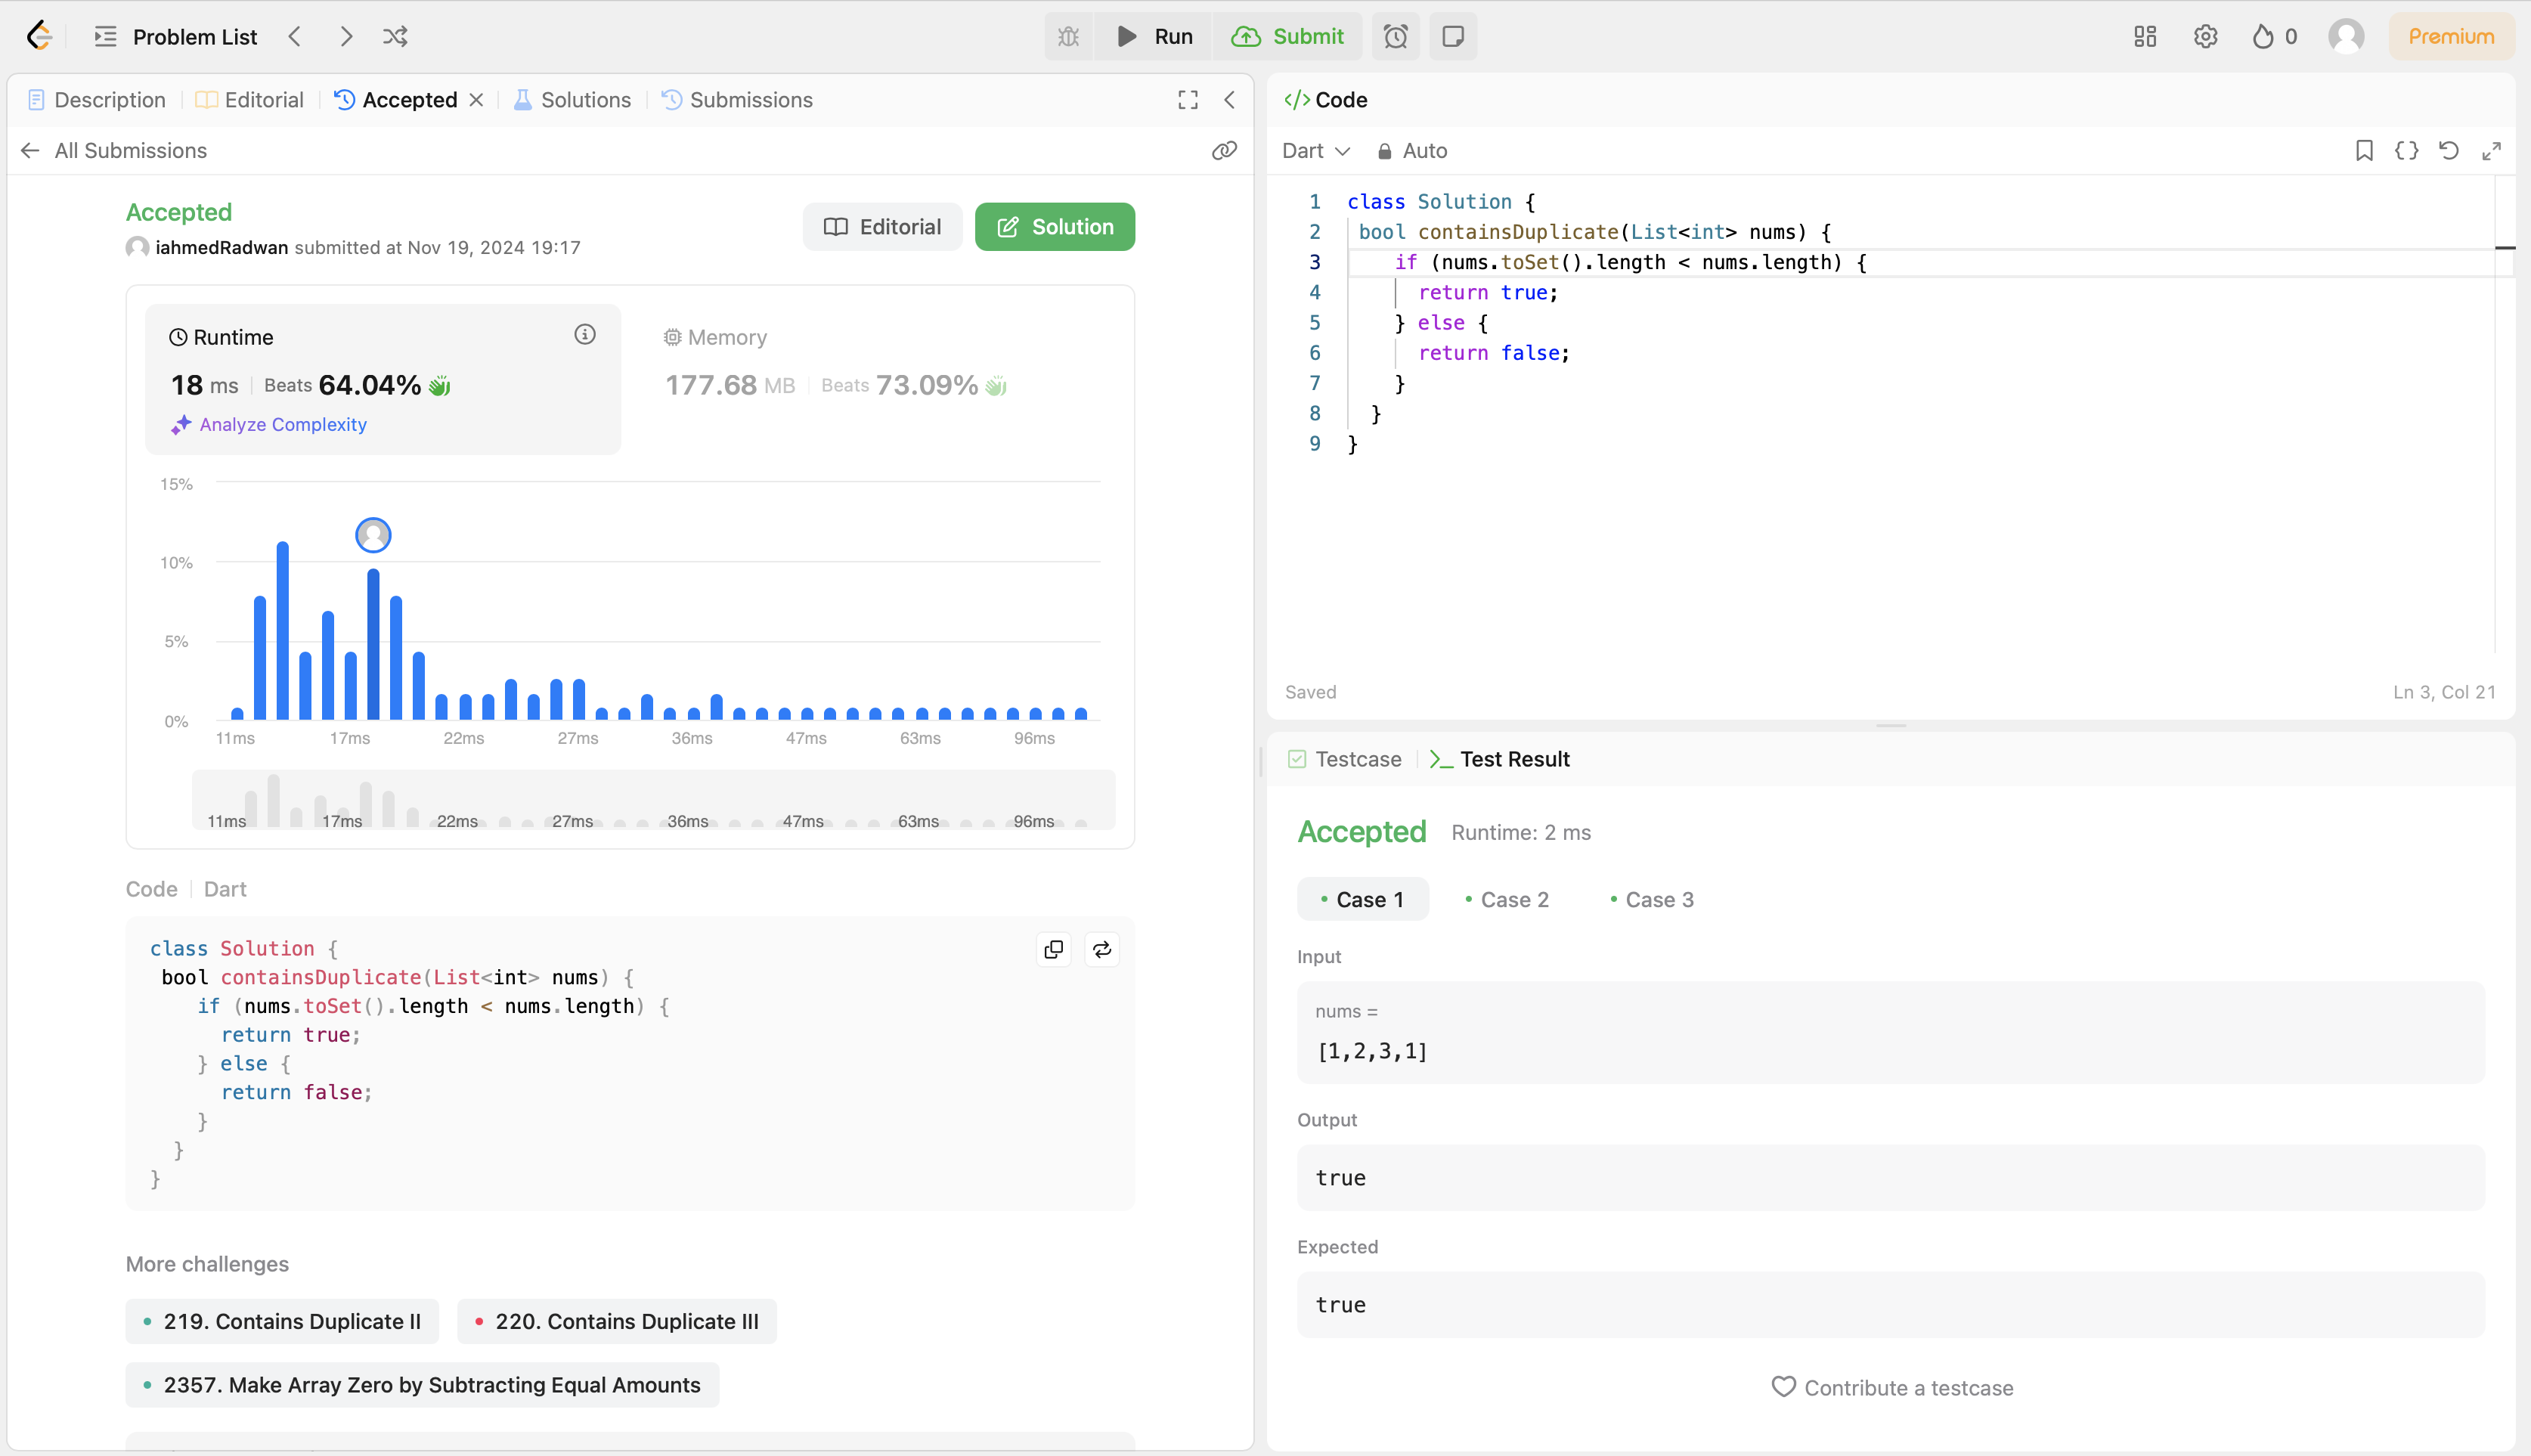 Problem List
Run
Submit
0
Premium
Description
Editorial
Accepted
Solutions
Submissions
All Submissions
Accepted
iahmedRadwan submitted at Nov 19, 2024 19:17
Editorial
Solution
Runtime
18 ms
Beats 64.04%
Analyze Complexity
Memory
177.68 MB
Beats 73.09%
15%
10%
5%
0%
11ms 17ms 22ms 27ms 36ms 47ms 63ms 96ms
11ms 17ms 22ms 27ms 36ms 47ms 63ms 96ms
Code
Dart
class Solution {
 bool containsDuplicate(List<int> nums) {
    if (nums.toSet().length < nums.length) {
      return true;
    } else {
      return false;
    }
  }
}
More challenges
219. Contains Duplicate II
220. Contains Duplicate III
2357. Make Array Zero by Subtracting Equal Amounts
</> Code
Dart
Auto
1 class Solution {
2  bool containsDuplicate(List<int> nums) {
3     if (nums.toSet().length < nums.length) {
4       return true;
5     } else {
6       return false;
7     }
8   }
9 }
Saved
Ln 3, Col 21
Testcase
Test Result
Accepted
Runtime: 2 ms
Case 1
Case 2
Case 3
Input
nums =
[1,2,3,1]
Output
true
Expected
true
Contribute a testcase